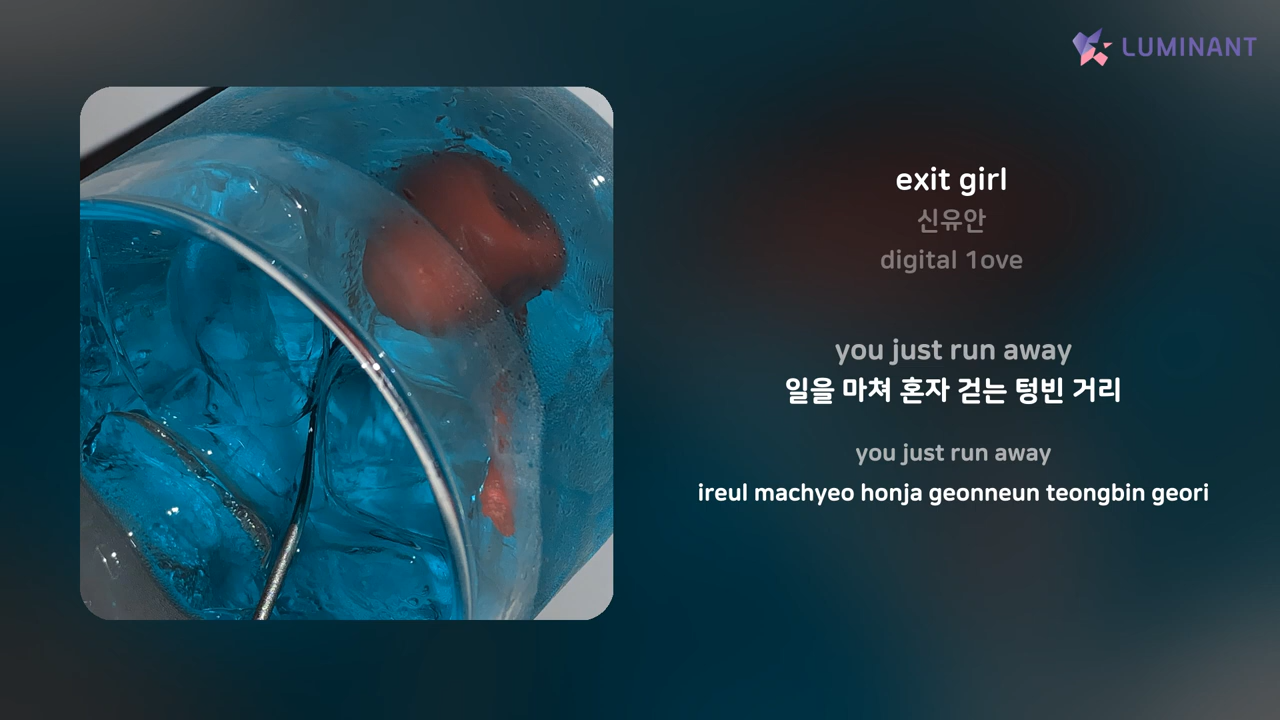 LUMINANT
exit girl
신유안
digital 1ove
you just run away
일을 마쳐 혼자 걷는 텅빈 거리
you just run away
ireul machyeo honja geonneun teongbin geori